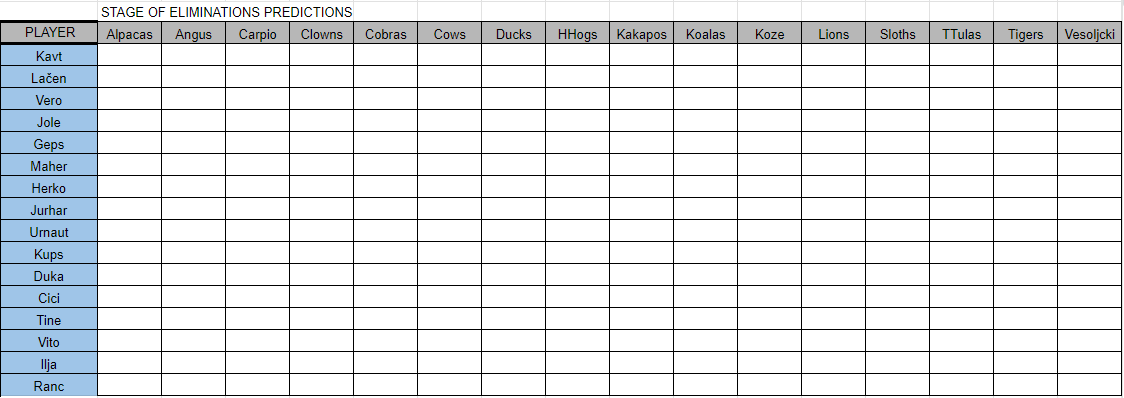 STAGE OF ELIMINATIONS PREDICTIONS
PLAYER Alpacas Angus Carpio Clowns Cobras Cows Ducks HHogs Kakapos Koalas Koze Lions Sloths TTulas Tigers Vesoljcki
Kavt
Lačen
Vero
Jole
Geps
Maher
Herko
Jurhar
Urnaut
Kups
Duka
Cici
Tine
Vito
Ilja
Ranc